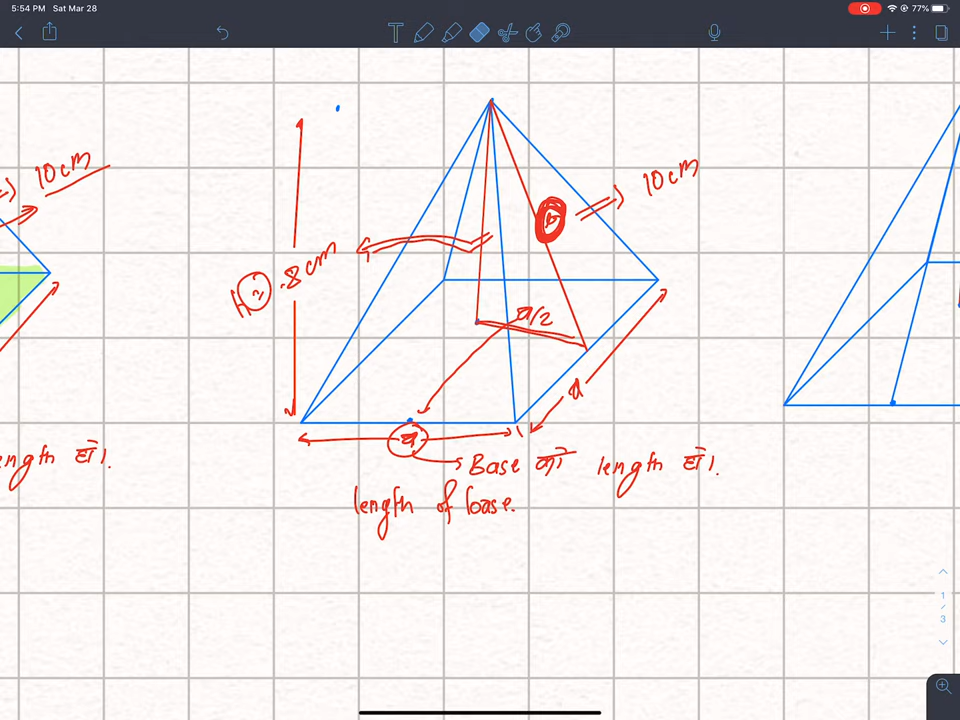 5:54 PM Sat Mar 28
77%
T
10cm
10cm
H = 8cm
a/2
a
a
Base को length हो।
ength हो।
length of base.
1
/
3